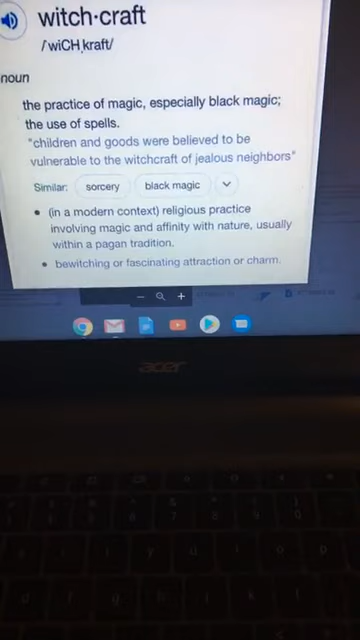 witch·craft
/ˈwiCHˌkraft/
noun
the practice of magic, especially black magic;
the use of spells.
"children and goods were believed to be
vulnerable to the witchcraft of jealous neighbors"
Similar: sorcery black magic
• (in a modern context) religious practice
involving magic and affinity with nature, usually
within a pagan tradition.
• bewitching or fascinating attraction or charm.
acer